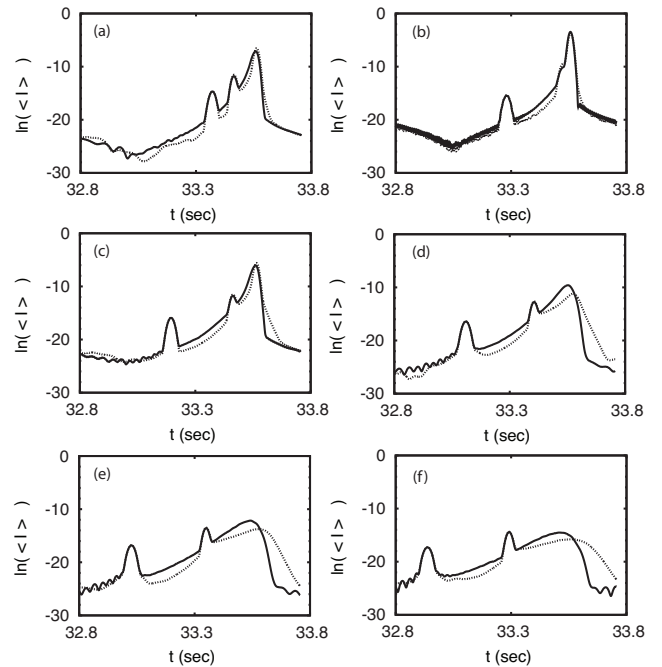 0
-10
-20
-30
ln( < I > )
(a)
32.8
33.3
33.8
t (sec)
0
-10
-20
-30
ln( < I > )
(b)
32.8
33.3
33.8
t (sec)
0
-10
-20
-30
ln( < I > )
(c)
32.8
33.3
33.8
t (sec)
0
-10
-20
-30
ln( < I > )
(d)
32.8
33.3
33.8
t (sec)
0
-10
-20
-30
ln( < I > )
(e)
32.8
33.3
33.8
t (sec)
0
-10
-20
-30
ln( < I > )
(f)
32.8
33.3
33.8
t (sec)